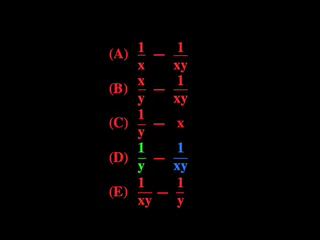 (A) 1/x − 1/xy
(B) x/y − 1/xy
(C) 1/y − x
(D) 1/y − 1/xy
(E) 1/xy − 1/y